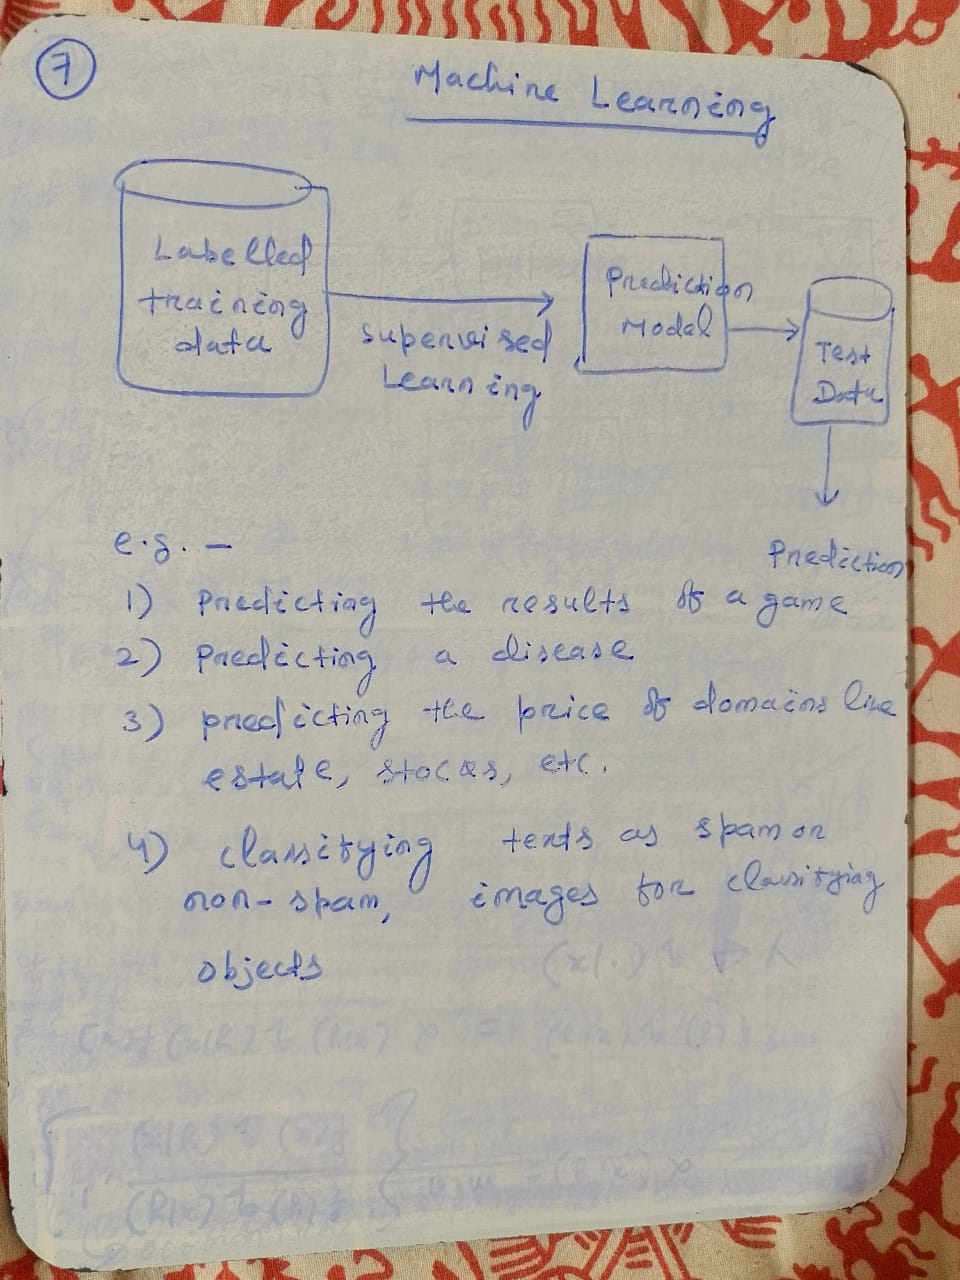 7
Machine Learning
Labelled
training
data
supervised
Learning
Prediction
Model
Test
Data
Prediction
e.g. -
1) Predicting the results of a game
2) Predicting a disease
3) predicting the price of domains like
estate, stocks, etc.
4) classifying texts as spam or
non-spam, images for classifying
objects